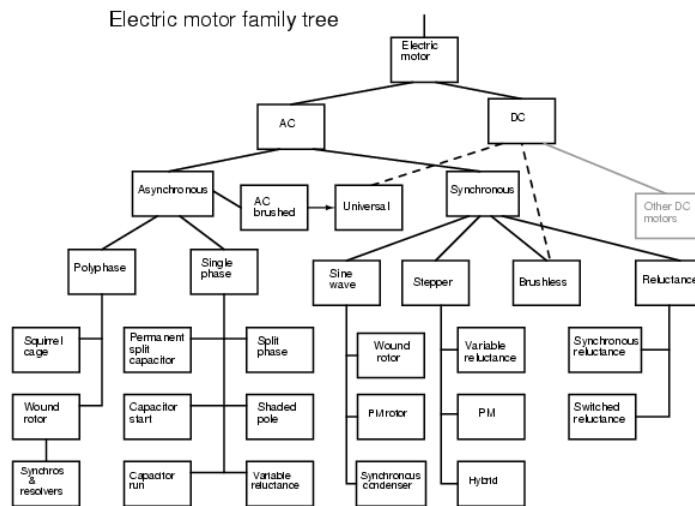 Electric motor family tree
Electric
motor
AC
DC
Asynchronous
AC
brushed
Universal
Synchronous
Other DC
motors
Polyphase
Single
phase
Sine
wave
Stepper
Brushless
Reluctance
Squirrel
cage
Permanent
split
capacitor
Split
phase
Wound
rotor
Variable
reluctance
Synchronous
reluctance
Wound
rotor
Capacitor
start
Shaded
pole
PM rotor
PM
Switched
reluctance
Synchros
&
resolvers
Capacitor
run
Variable
reluctance
Synchronous
condenser
Hybrid